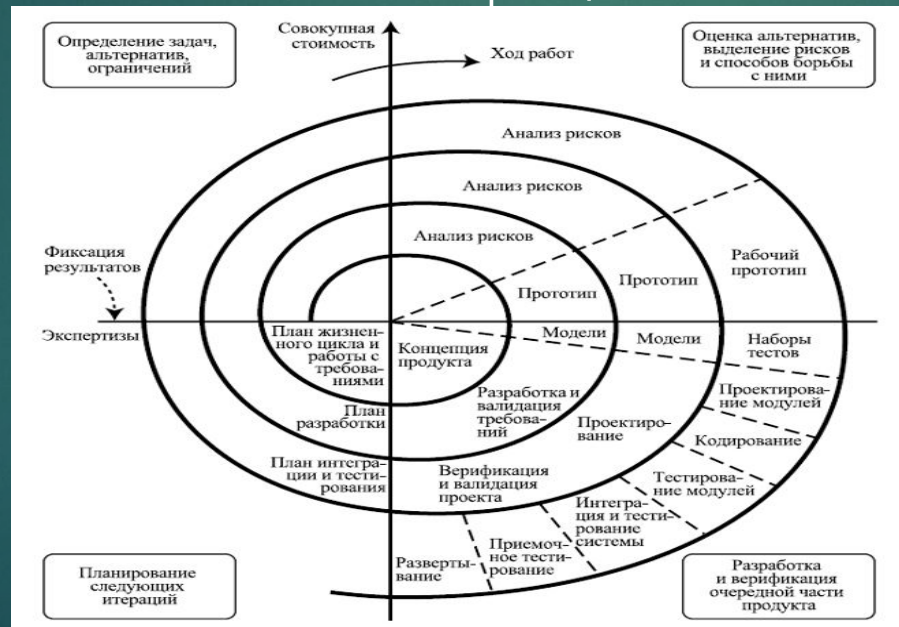 Определение задач,
альтернатив,
ограничений
Совокупная
стоимость
Ход работ
Оценка альтернатив,
выделение рисков
и способов борьбы
с ними
Анализ рисков
Анализ рисков
Анализ рисков
Фиксация
результатов
Рабочий
прототип
Прототип
Прототип
Экспертизы
План жизнен-
ного цикла и
работы с
требова-
ниями
Концепция
продукта
Модели
Модели
Наборы
тестов
План
разработки
Разработка и
валидация
требова-
ний
Проектиро-
вание
Проектирова-
ние модулей
Кодирование
План интегра-
ции и тести-
рования
Верификация
и валидация
проекта
Тестирова-
ние модулей
Интегра-
ция и тести-
рование
системы
Приемоч-
ное тести-
рование
Разверты-
вание
Планирование
следующих
итераций
Разработка
и верификация
очередной части
продукта